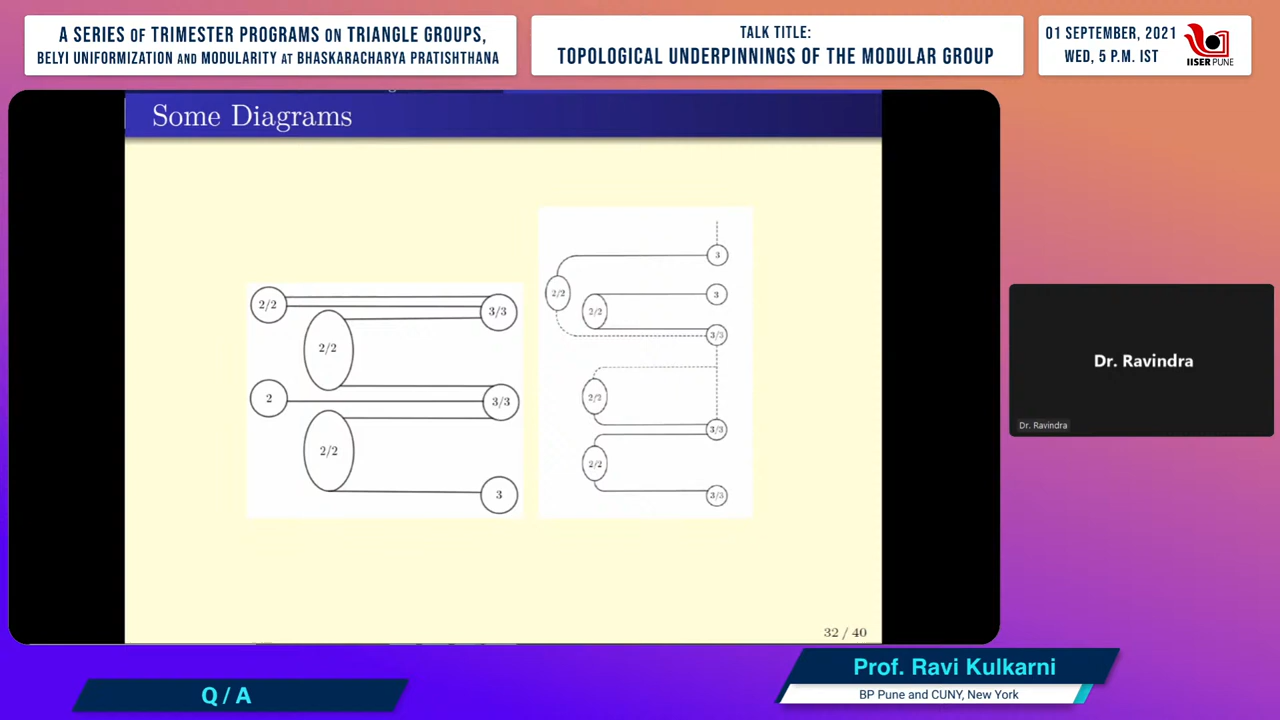 A SERIES OF TRIMESTER PROGRAMS ON TRIANGLE GROUPS,
BELYI UNIFORMIZATION AND MODULARITY AT BHASKARACHARYA PRATISHTHANA
TALK TITLE:
TOPOLOGICAL UNDERPINNINGS OF THE MODULAR GROUP
01 SEPTEMBER, 2021
WED, 5 P.M. IST
IISER PUNE
Some Diagrams
2/2
3/3
2/2
2
3/3
2/2
3
3
2/2
3
2/2
3/3
2/2
3/3
2/2
3/3
32 / 40
Dr. Ravindra
Dr. Ravindra
Q / A
Prof. Ravi Kulkarni
BP Pune and CUNY, New York